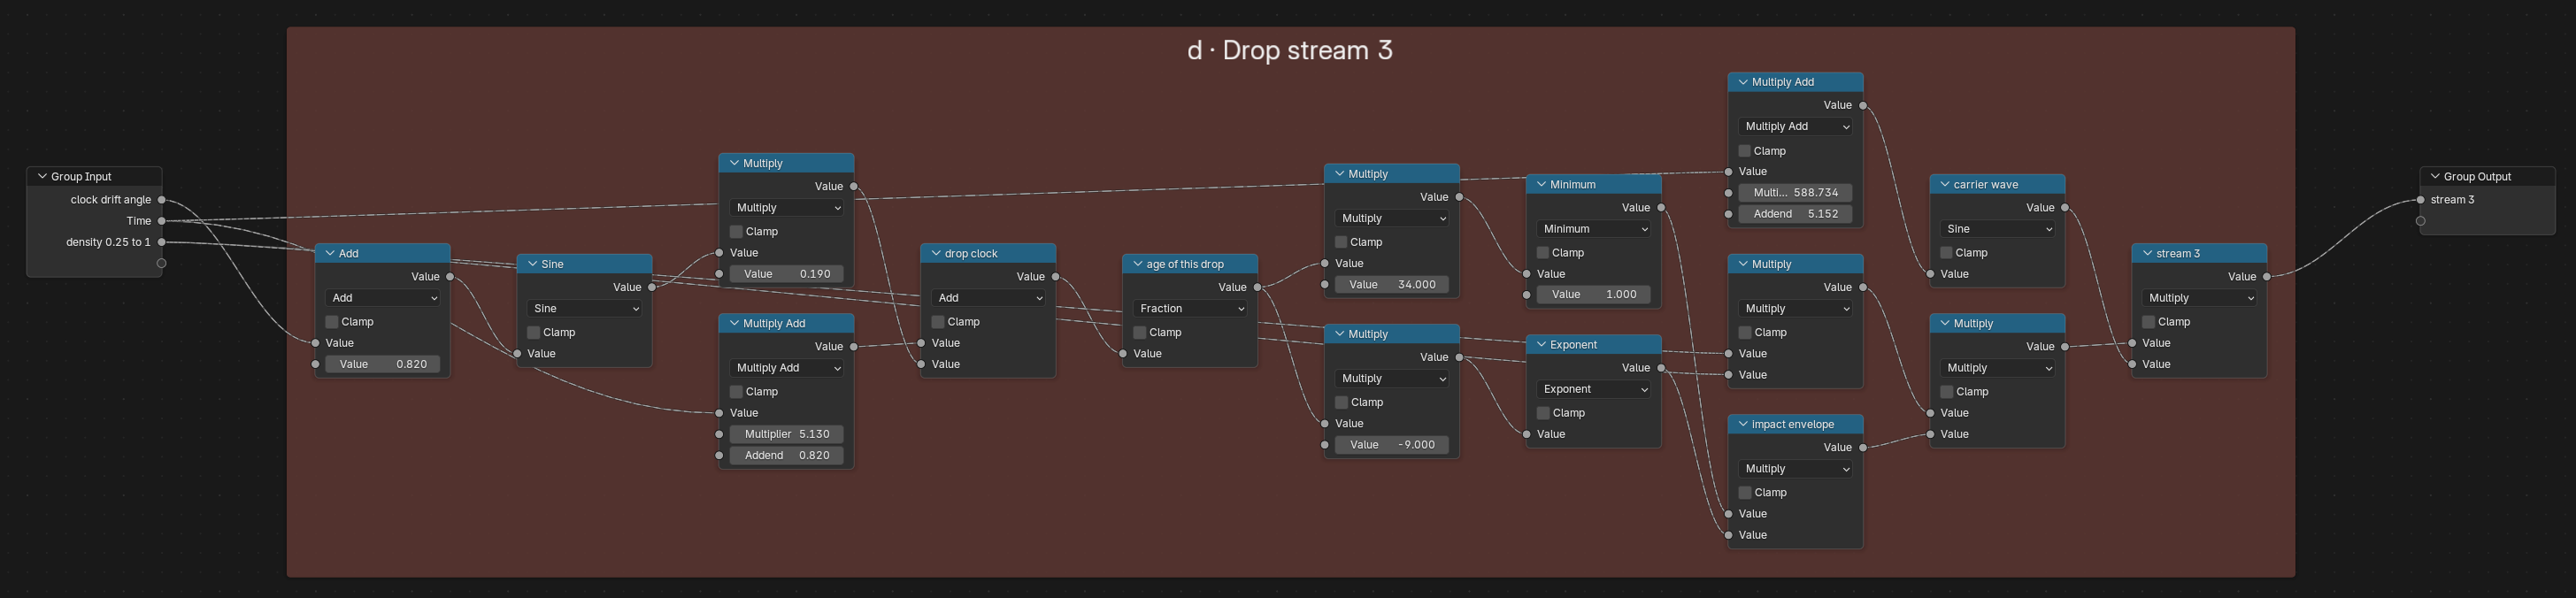 d · Drop stream 3
Group Input
clock drift angle
Time
density 0.25 to 1
Add
Value
Add
Clamp
Value
Value 0.820
Sine
Value
Sine
Clamp
Value
Multiply
Value
Multiply
Clamp
Value
Value 0.190
Multiply Add
Value
Multiply Add
Clamp
Value
Multiplier 5.130
Addend 0.820
drop clock
Value
Add
Clamp
Value
Value
age of this drop
Value
Fraction
Clamp
Value
Multiply
Value
Multiply
Clamp
Value
Value 34.000
Multiply
Value
Multiply
Clamp
Value
Value -9.000
Minimum
Value
Minimum
Clamp
Value
Value 1.000
Exponent
Value
Exponent
Clamp
Value
Multiply Add
Value
Multiply Add
Clamp
Value
Multi... 588.734
Addend 5.152
Multiply
Value
Multiply
Clamp
Value
Value
impact envelope
Value
Multiply
Clamp
Value
Value
carrier wave
Value
Sine
Clamp
Value
Multiply
Value
Multiply
Clamp
Value
Value
stream 3
Value
Multiply
Clamp
Value
Value
Group Output
stream 3